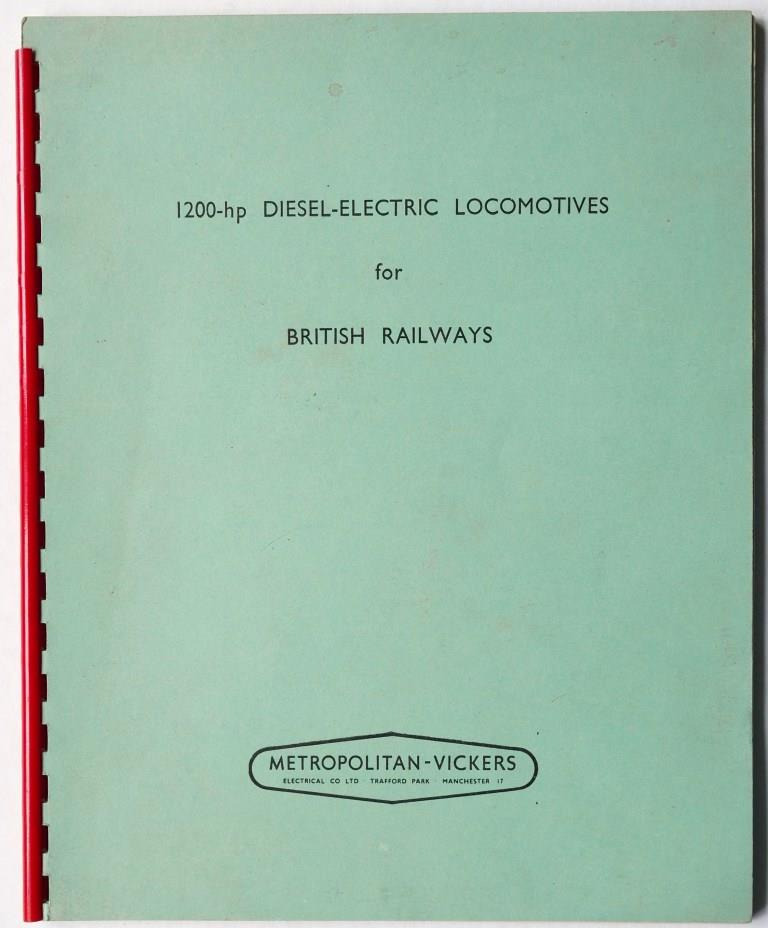 1200-hp DIESEL-ELECTRIC LOCOMOTIVES
for
BRITISH RAILWAYS
METROPOLITAN-VICKERS
ELECTRICAL CO LTD · TRAFFORD PARK · MANCHESTER 17